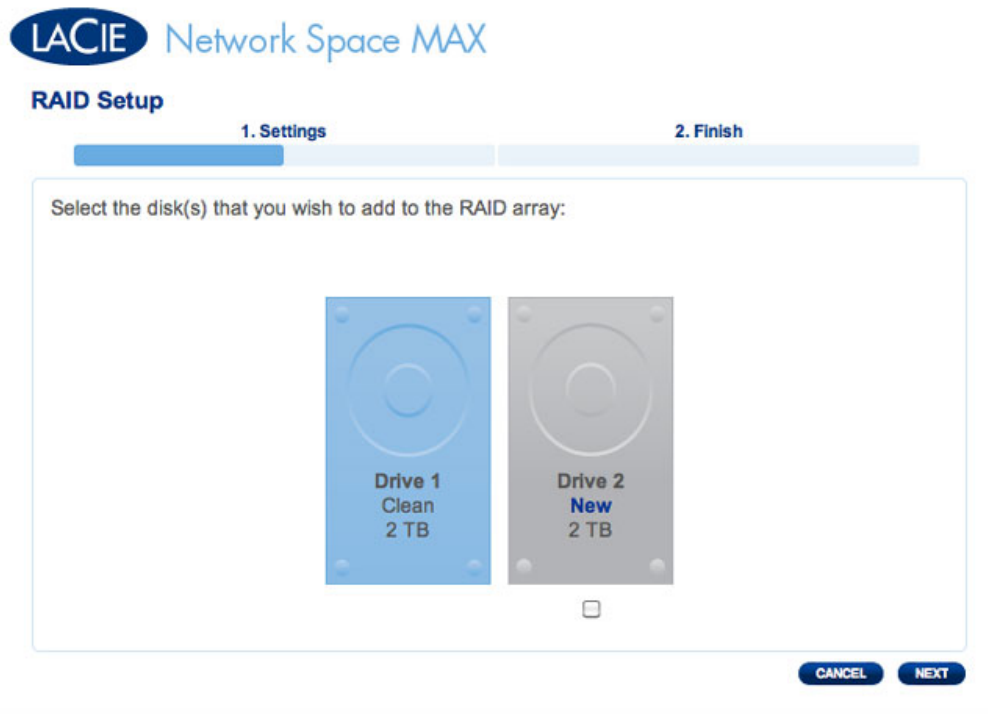 LACIE Network Space MAX
RAID Setup
1. Settings 2. Finish
Select the disk(s) that you wish to add to the RAID array:
Drive 1 Drive 2
Clean New
2 TB 2 TB
CANCEL NEXT